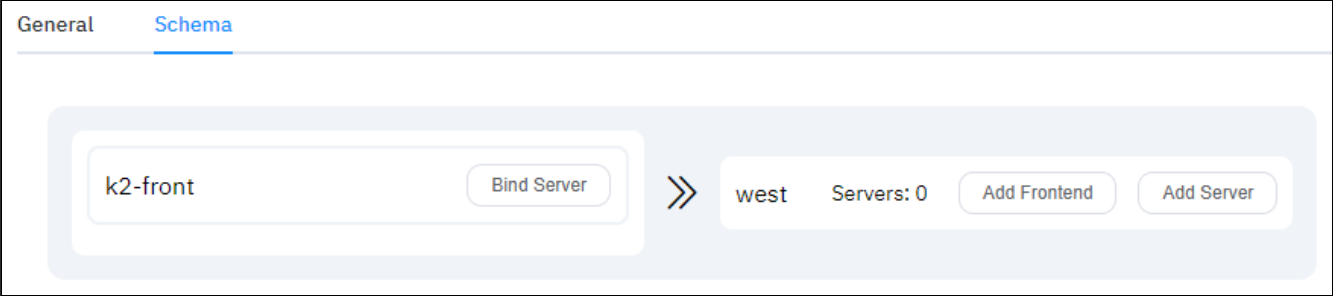 General Schema
k2-front Bind Server west Servers: 0 Add Frontend Add Server